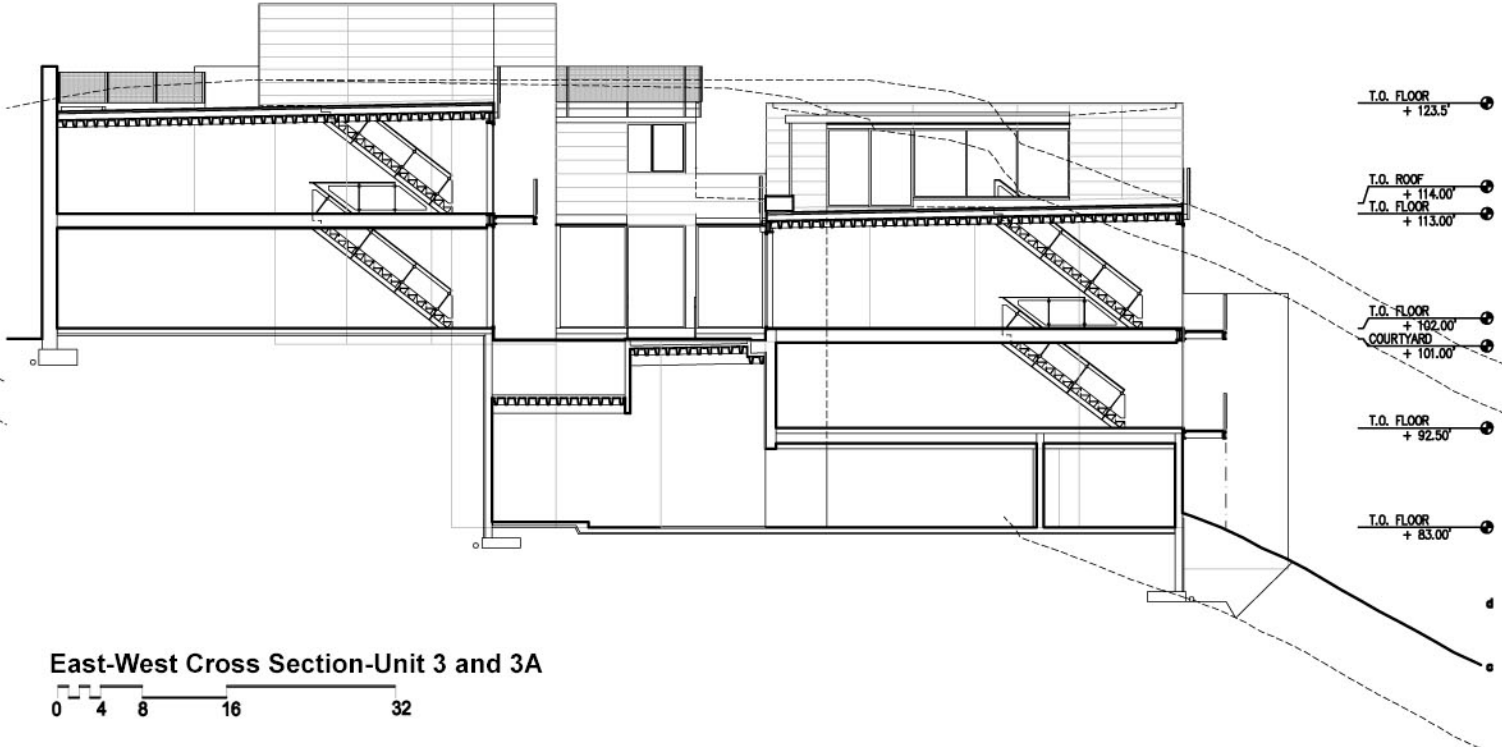 T.O. FLOOR
+ 123.5'
T.O. ROOF
+ 114.00'
T.O. FLOOR
+ 113.00'
T.O. FLOOR
+ 102.00'
COURTYARD
+ 101.00'
T.O. FLOOR
+ 92.50'
T.O. FLOOR
+ 83.00'
d
East-West Cross Section-Unit 3 and 3A
0 4 8 16 32